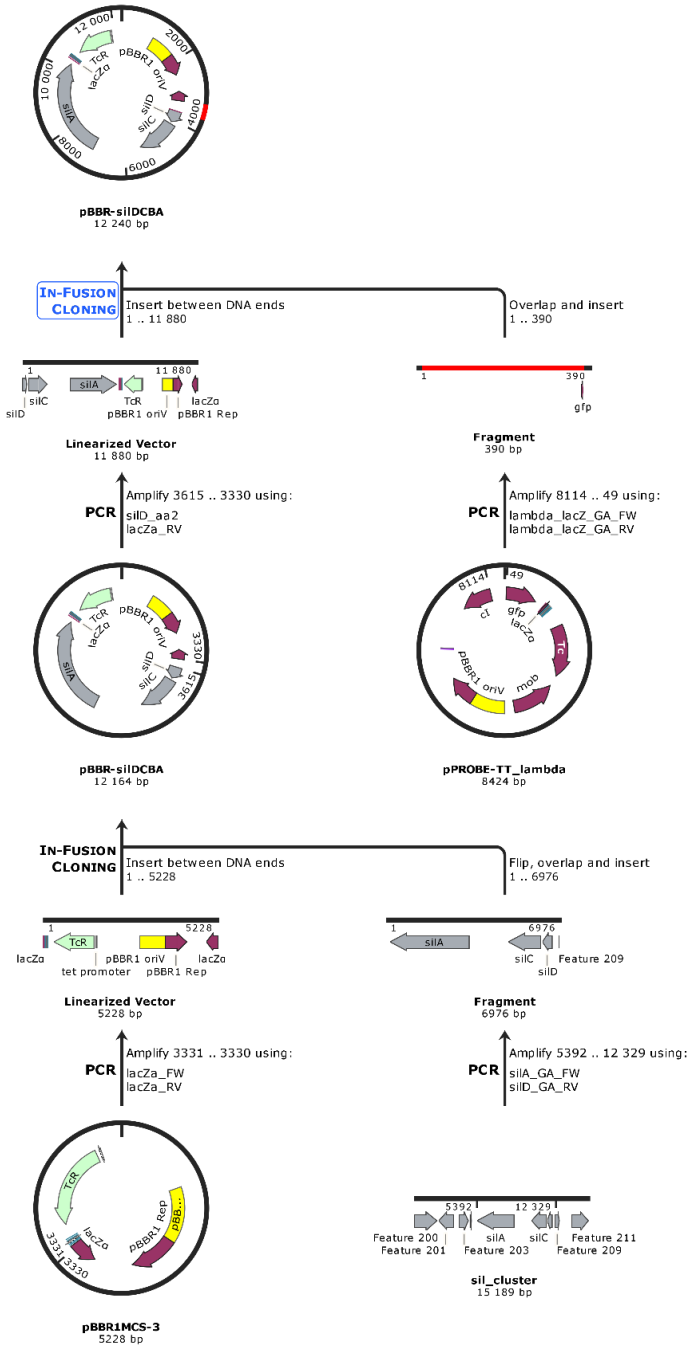 12 000
2000
4000
6000
8000
10 000
TcR
lacZα
pBBR1 oriV
silD
silC
silA
pBBR-silDCBA
12 240 bp
IN-FUSION
CLONING
Insert between DNA ends
1 .. 11 880
Overlap and insert
1 .. 390
1
11 880
silA
silD
silC
TcR
lacZα
pBBR1 oriV
pBBR1 Rep
Linearized Vector
11 880 bp
1
390
gfp
Fragment
390 bp
PCR
Amplify 3615 .. 3330 using:
silD_aa2
lacZa_RV
PCR
Amplify 8114 .. 49 using:
lambda_lacZ_GA_FW
lambda_lacZ_GA_RV
TcR
lacZα
pBBR1 oriV
3330
silD
silC
3615
silA
pBBR-silDCBA
12 164 bp
8114
49
cI
gfp
lacZα
Tc
mob
pBBR1 oriV
pPROBE-TT_lambda
8424 bp
IN-FUSION
CLONING
Insert between DNA ends
1 .. 5228
Flip, overlap and insert
1 .. 6976
1
5228
TcR
lacZα
pBBR1 oriV
lacZα
tet promoter
pBBR1 Rep
Linearized Vector
5228 bp
1
6976
silA
silC
Feature 209
silD
Fragment
6976 bp
PCR
Amplify 3331 .. 3330 using:
lacZa_FW
lacZa_RV
PCR
Amplify 5392 .. 12 329 using:
silA_GA_FW
silD_GA_RV
TcR
lacZα
3331
3330
pBBR1 Rep
pBB...
pBBR1MCS-3
5228 bp
5392
12 329
Feature 200
silA
silC
Feature 211
Feature 201
Feature 203
Feature 209
sil_cluster
15 189 bp